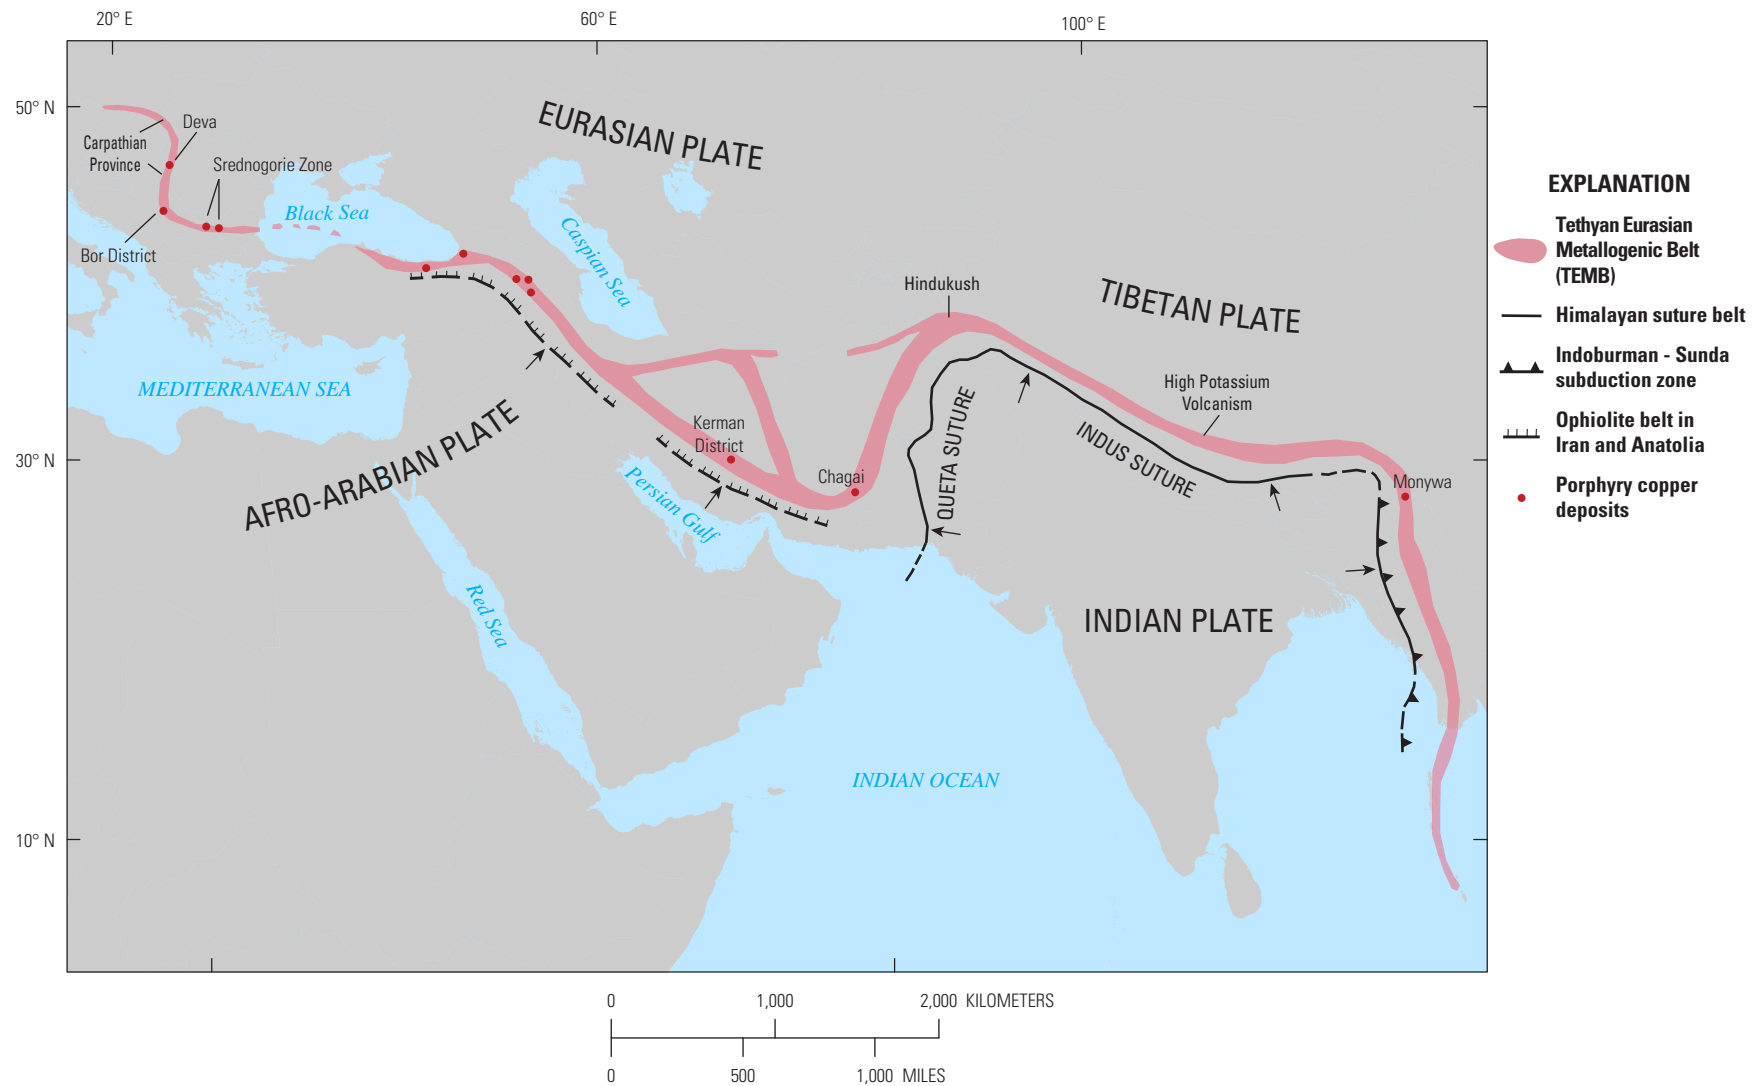 20° E
60° E
100° E
50° N
30° N
10° N
EURASIAN PLATE
TIBETAN PLATE
AFRO-ARABIAN PLATE
INDIAN PLATE
Carpathian
Province
Deva
Srednogorie Zone
Bor District
Black Sea
Caspian Sea
MEDITERRANEAN SEA
Hindukush
High Potassium
Volcanism
Kerman
District
Chagai
QUETA SUTURE
INDUS SUTURE
Monywa
Persian Gulf
Red Sea
INDIAN OCEAN
EXPLANATION
Tethyan Eurasian
Metallogenic Belt
(TEMB)
Himalayan suture belt
Indoburman - Sunda
subduction zone
Ophiolite belt in
Iran and Anatolia
Porphyry copper
deposits
0 1,000 2,000 KILOMETERS
0 500 1,000 MILES